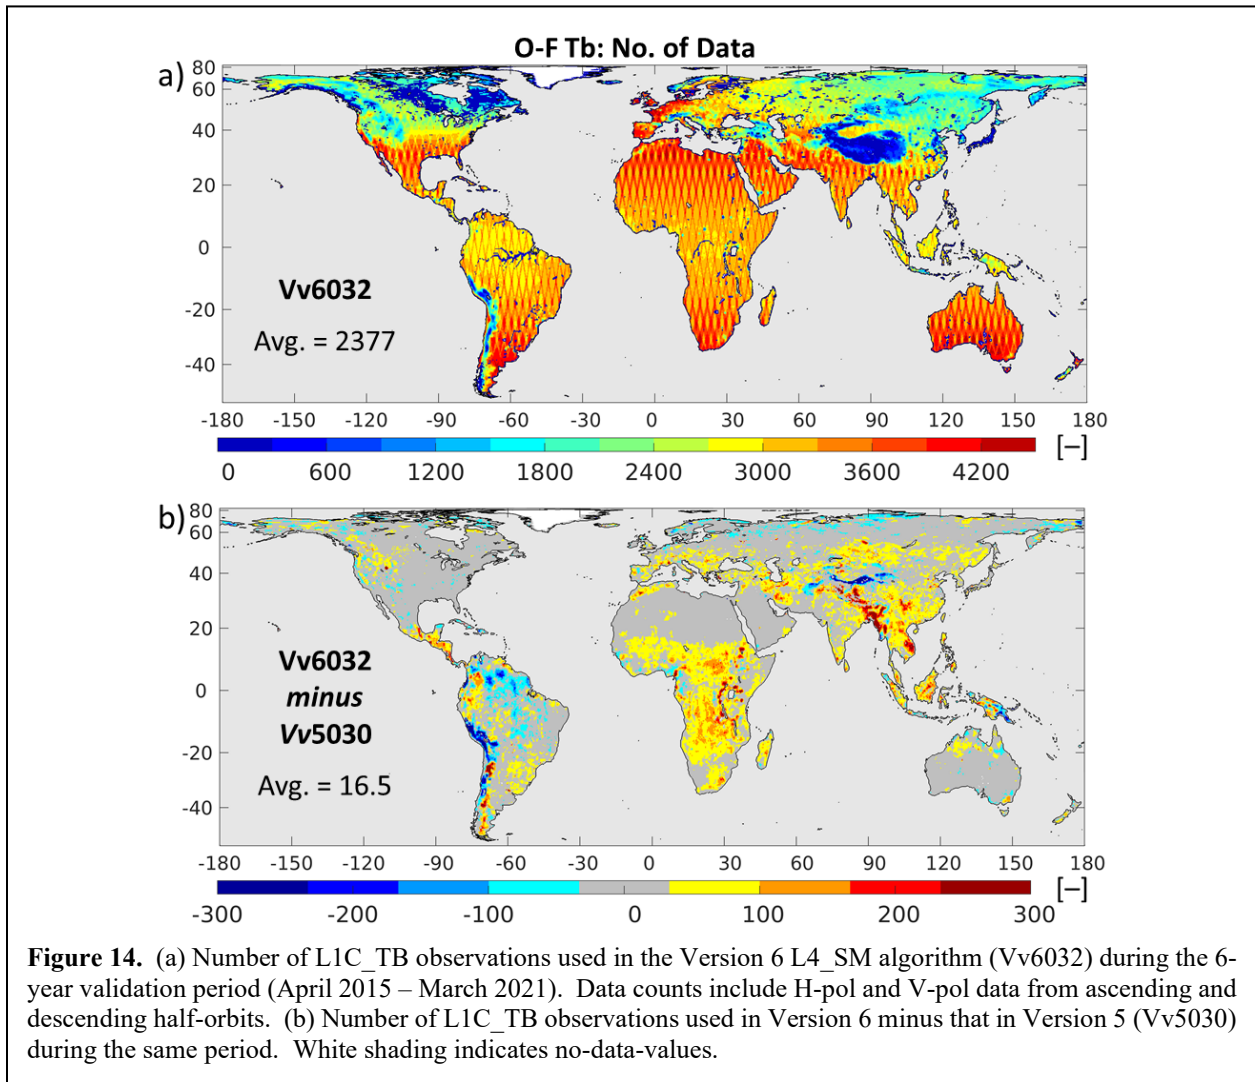 O-F Tb: No. of Data
a)
80
60
40
20
0
-20
-40
Vv6032
Avg. = 2377
-180 -150 -120 -90 -60 -30 0 30 60 90 120 150 180
0 600 1200 1800 2400 3000 3600 4200 [–]
b)
80
60
40
20
0
-20
-40
Vv6032
minus
Vv5030
Avg. = 16.5
-180 -150 -120 -90 -60 -30 0 30 60 90 120 150 180
-300 -200 -100 0 100 200 300 [–]
Figure 14. (a) Number of L1C_TB observations used in the Version 6 L4_SM algorithm (Vv6032) during the 6-
year validation period (April 2015 – March 2021). Data counts include H-pol and V-pol data from ascending and
descending half-orbits. (b) Number of L1C_TB observations used in Version 6 minus that in Version 5 (Vv5030)
during the same period. White shading indicates no-data-values.